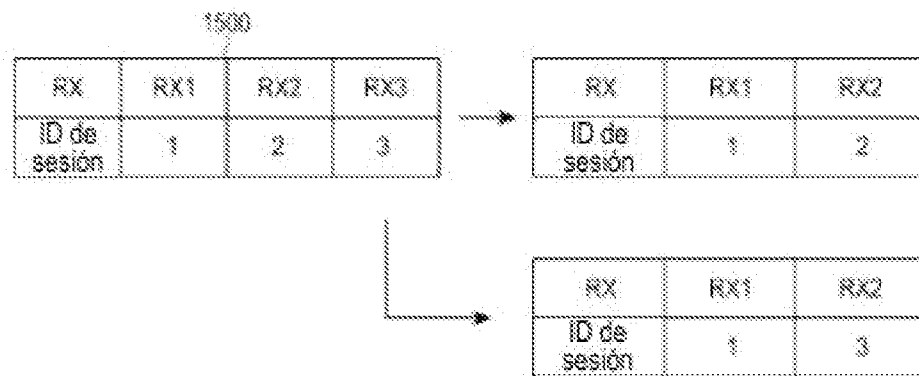 1500
RX RX1 RX2 RX3
ID de sesión 1 2 3
RX RX1 RX2
ID de sesión 1 2
RX RX1 RX2
ID de sesión 1 3